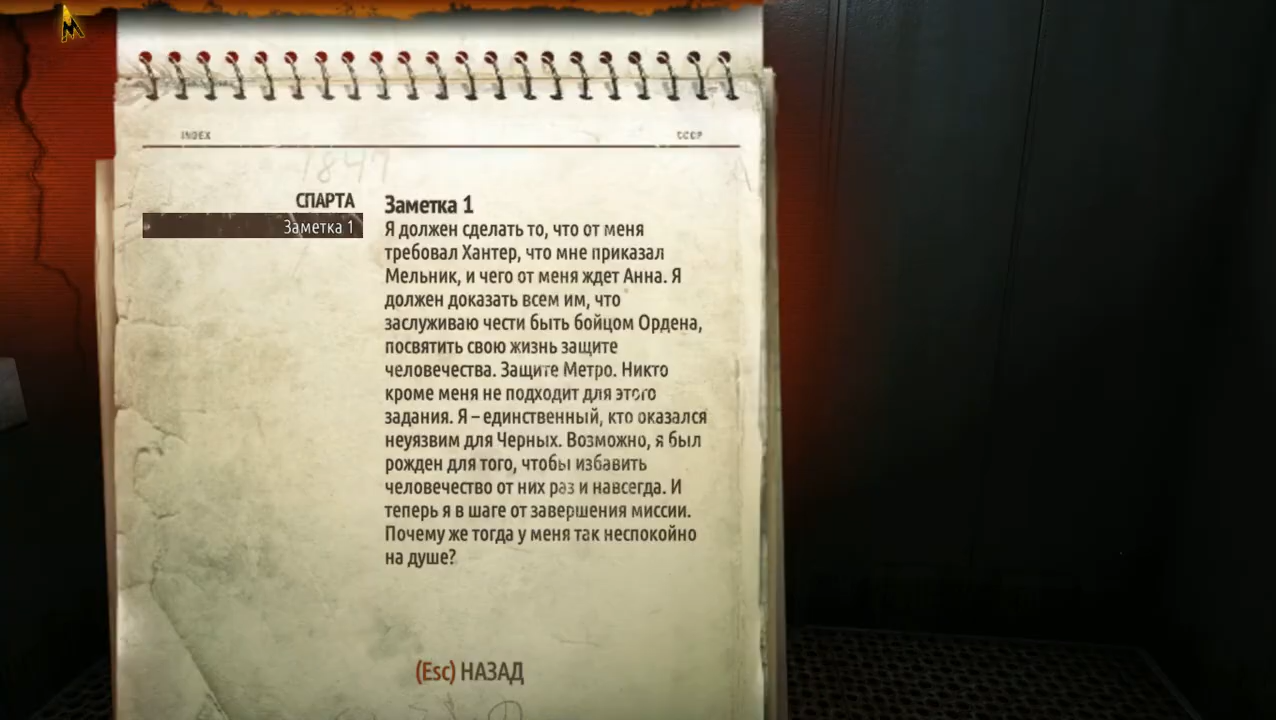 INDEX
СССР
1847
A
СПАРТА
Заметка 1
Заметка 1
Я должен сделать то, что от меня
требовал Хантер, что мне приказал
Мельник, и чего от меня ждет Анна. Я
должен доказать всем им, что
заслуживаю чести быть бойцом Ордена,
посвятить свою жизнь защите
человечества. Защите Метро. Никто
кроме меня не подходит для этого
задания. Я – единственный, кто оказался
неуязвим для Черных. Возможно, я был
рожден для того, чтобы избавить
человечество от них раз и навсегда. И
теперь я в шаге от завершения миссии.
Почему же тогда у меня так неспокойно
на душе?
(Esc) НАЗАД